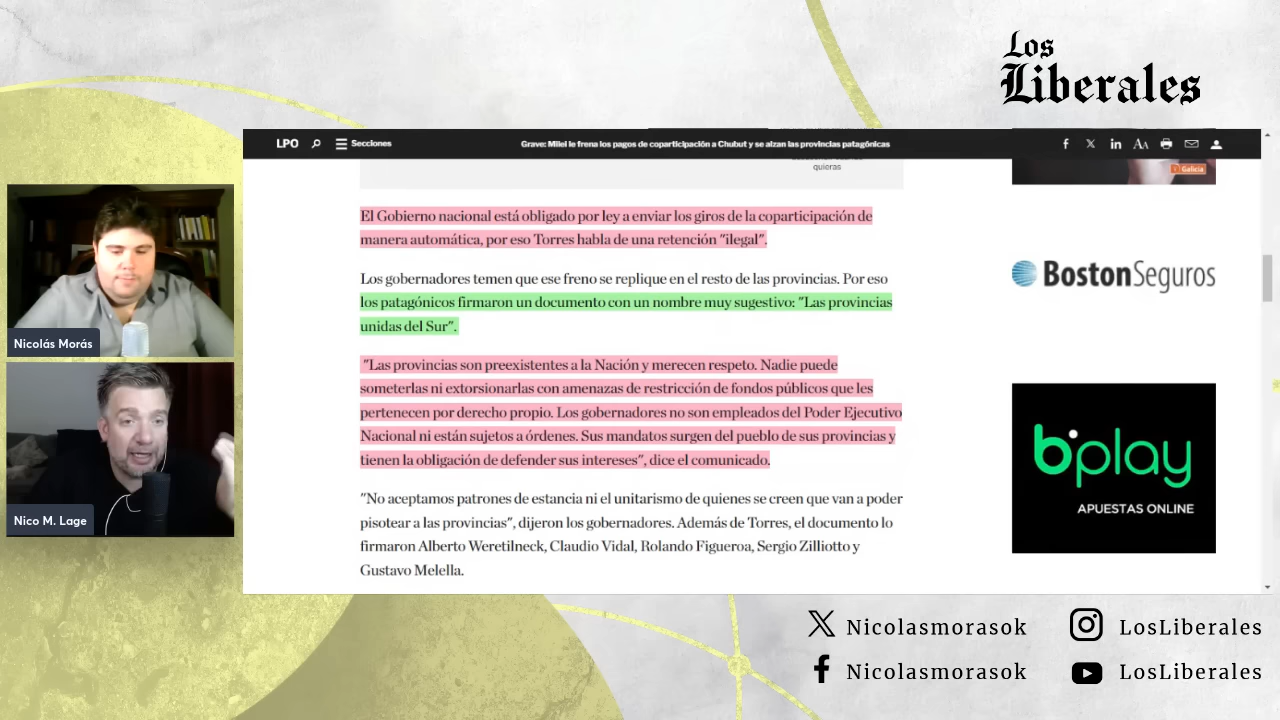 Los
Liberales
LPO
Secciones
Grave: Milei le frena los pagos de coparticipación a Chubut y se alzan las provincias patagónicas
quieras
Galicia
El Gobierno nacional está obligado por ley a enviar los giros de la coparticipación de
manera automática, por eso Torres habla de una retención "ilegal".
Los gobernadores temen que ese freno se replique en el resto de las provincias. Por eso
los patagónicos firmaron un documento con un nombre muy sugestivo: "Las provincias
unidas del Sur".
"Las provincias son preexistentes a la Nación y merecen respeto. Nadie puede
someterlas ni extorsionarlas con amenazas de restricción de fondos públicos que les
pertenecen por derecho propio. Los gobernadores no son empleados del Poder Ejecutivo
Nacional ni están sujetos a órdenes. Sus mandatos surgen del pueblo de sus provincias y
tienen la obligación de defender sus intereses", dice el comunicado.
"No aceptamos patrones de estancia ni el unitarismo de quienes se creen que van a poder
pisotear a las provincias", dijeron los gobernadores. Además de Torres, el documento lo
firmaron Alberto Weretilneck, Claudio Vidal, Rolando Figueroa, Sergio Zilliotto y
Gustavo Melella.
BostonSeguros
bplay
APUESTAS ONLINE
Nicolás Morás
Nico M. Lage
Nicolasmorasok
LosLiberales
Nicolasmorasok
LosLiberales